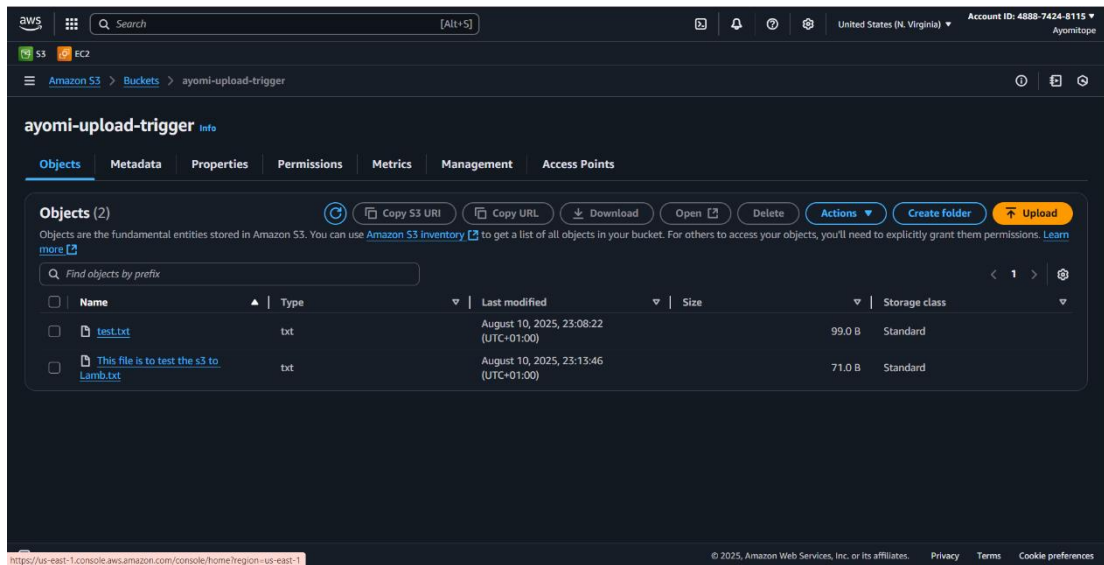 aws
Search
[Alt+S]
United States (N. Virginia)
Account ID: 4888-7424-8115
Ayomitope
S3
EC2
Amazon S3 > Buckets > ayomi-upload-trigger
ayomi-upload-trigger Info
Objects Metadata Properties Permissions Metrics Management Access Points
Objects (2)
Copy S3 URI Copy URL Download Open Delete Actions Create folder Upload
Objects are the fundamental entities stored in Amazon S3. You can use Amazon S3 inventory to get a list of all objects in your bucket. For others to access your objects, you'll need to explicitly grant them permissions. Learn
more
Find objects by prefix
< 1 >
Name Type Last modified Size Storage class
test.txt txt August 10, 2025, 23:08:22 99.0 B Standard
(UTC+01:00)
This file is to test the s3 to txt August 10, 2025, 23:13:46 71.0 B Standard
Lamb.txt (UTC+01:00)
https://us-east-1.console.aws.amazon.com/console/home?region=us-east-1
© 2025, Amazon Web Services, Inc. or its affiliates. Privacy Terms Cookie preferences